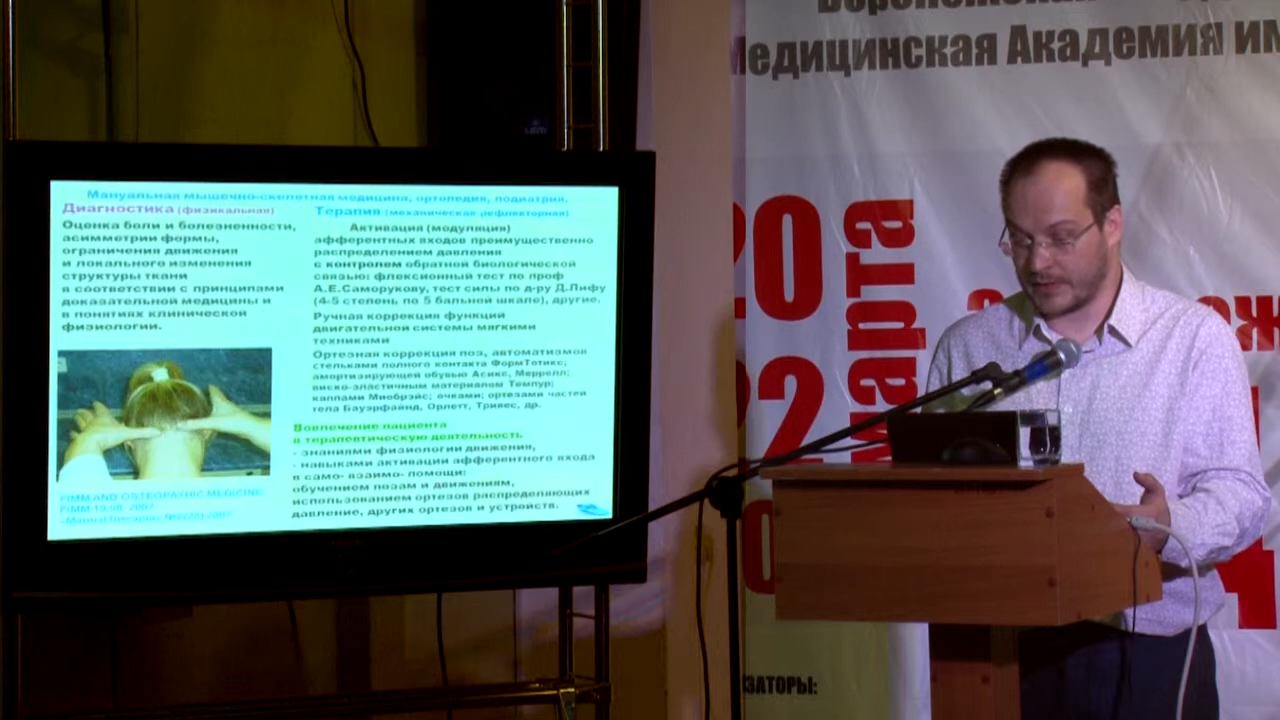 Медицинская Академия им
20
22
марта
ЗАТОРЫ:
Мануальная мышечно-скелетная медицина, ортопедия, подиатрия.
Диагностика (физикальная)
Оценка боли и болезненности,
асимметрии формы,
ограничения движения
и локального изменения
структуры ткани
в соответствии с принципами
доказательной медицины и
в понятиях клинической
физиологии.
FIMM AND OSTEOPATHIC MEDICINE
Терапия (механическая рефлекторная)
Активация (модуляция)
афферентных входов преимущественно
распределением давления
с контролем обратной биологической
связью: флексионный тест по проф
А.Е.Саморукову, тест силы по д-ру Д.Лифу
(4-5 степень по 5 бальной шкале), другие.
Ручная коррекция функции
двигательной системы мягкими
техниками
Ортезная коррекция поз, автоматизмов
стельками полного контакта ФормТотикс;
амортизирующей обувью Асикс, Меррелл;
виско-эластичным материалом Темпур;
каппами Миобрэйс; очками; ортезами частей
тела Бауэрфайнд, Орлетт, Тривес, др.
Вовлечение пациента
в терапевтическую деятельность
- знаниями физиологии движения,
- навыками активации афферентного входа
в само- взаимо- помощи:
обучением позам и движениям,
использованием ортезов распределяющих
давление, других ортезов и устройств.